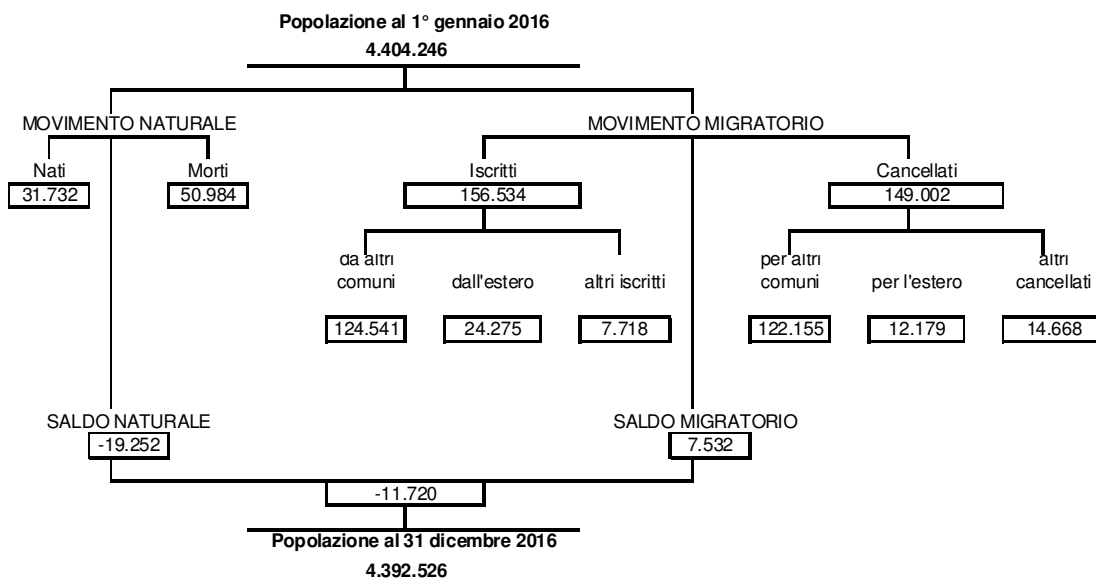 Popolazione al 1° gennaio 2016
4.404.246
MOVIMENTO NATURALE
MOVIMENTO MIGRATORIO
Nati
Morti
Iscritti
Cancellati
31.732
50.984
156.534
149.002
da altri
comuni
dall'estero
altri iscritti
per altri
comuni
per l'estero
altri
cancellati
124.541
24.275
7.718
122.155
12.179
14.668
SALDO NATURALE
SALDO MIGRATORIO
-19.252
7.532
-11.720
Popolazione al 31 dicembre 2016
4.392.526